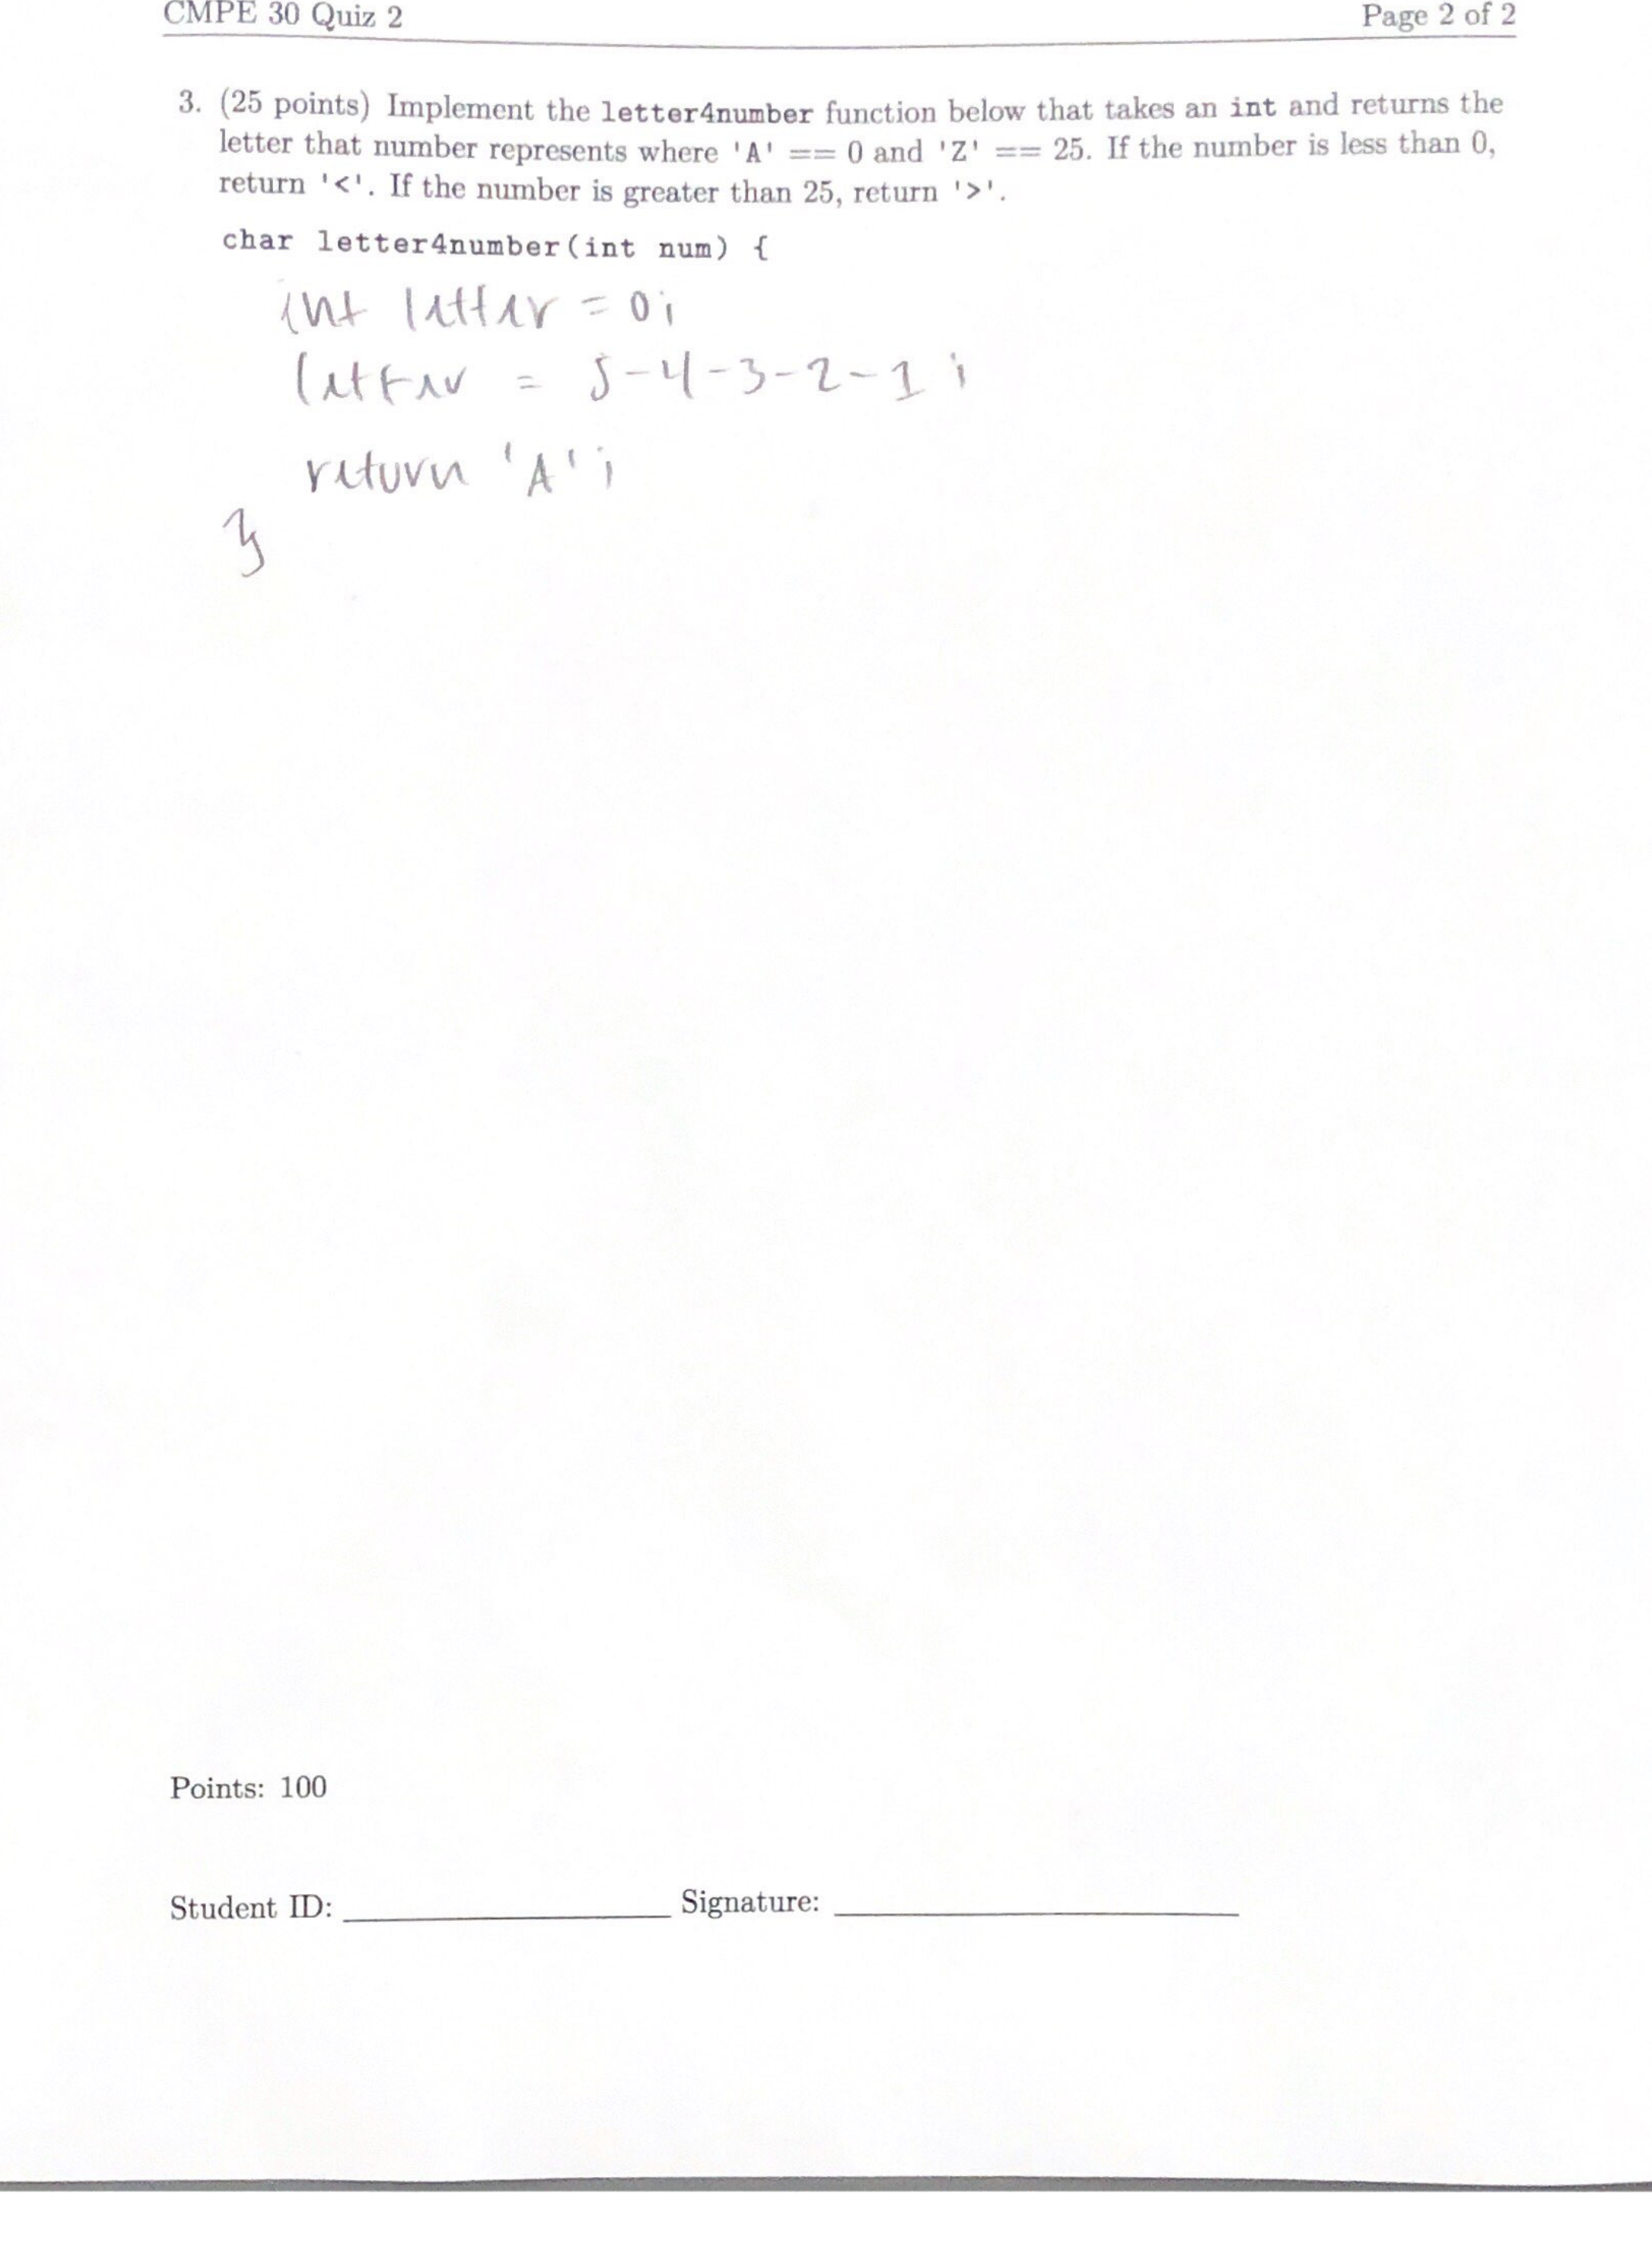 CMPE 30 Quiz 2 Page 2 of 2
3. (25 points) Implement the letter4number function below that takes an int and returns the
letter that number represents where 'A' == 0 and 'Z' == 25. If the number is less than 0,
return '<'. If the number is greater than 25, return '>'.
char letter4number(int num) {
int letter = 0;
letter = 5-4-3-2-1;
return 'A';
}
Points: 100
Student ID: Signature: